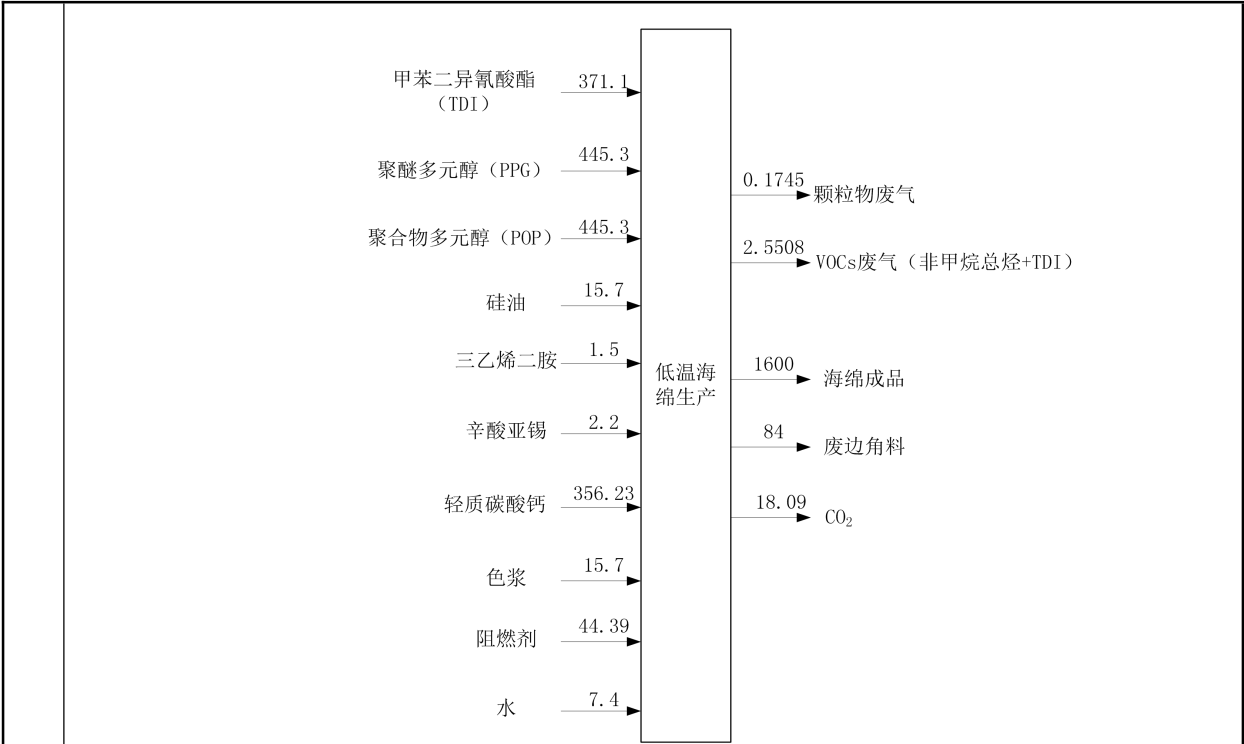 甲苯二异氰酸酯
（TDI）
371.1
聚醚多元醇（PPG）
445.3
聚合物多元醇（POP）
445.3
硅油
15.7
三乙烯二胺
1.5
辛酸亚锡
2.2
轻质碳酸钙
356.23
色浆
15.7
阻燃剂
44.39
水
7.4
低温海
绵生产
0.1745
颗粒物废气
2.5508
VOCs废气（非甲烷总烃+TDI）
1600
海绵成品
84
废边角料
18.09
CO₂